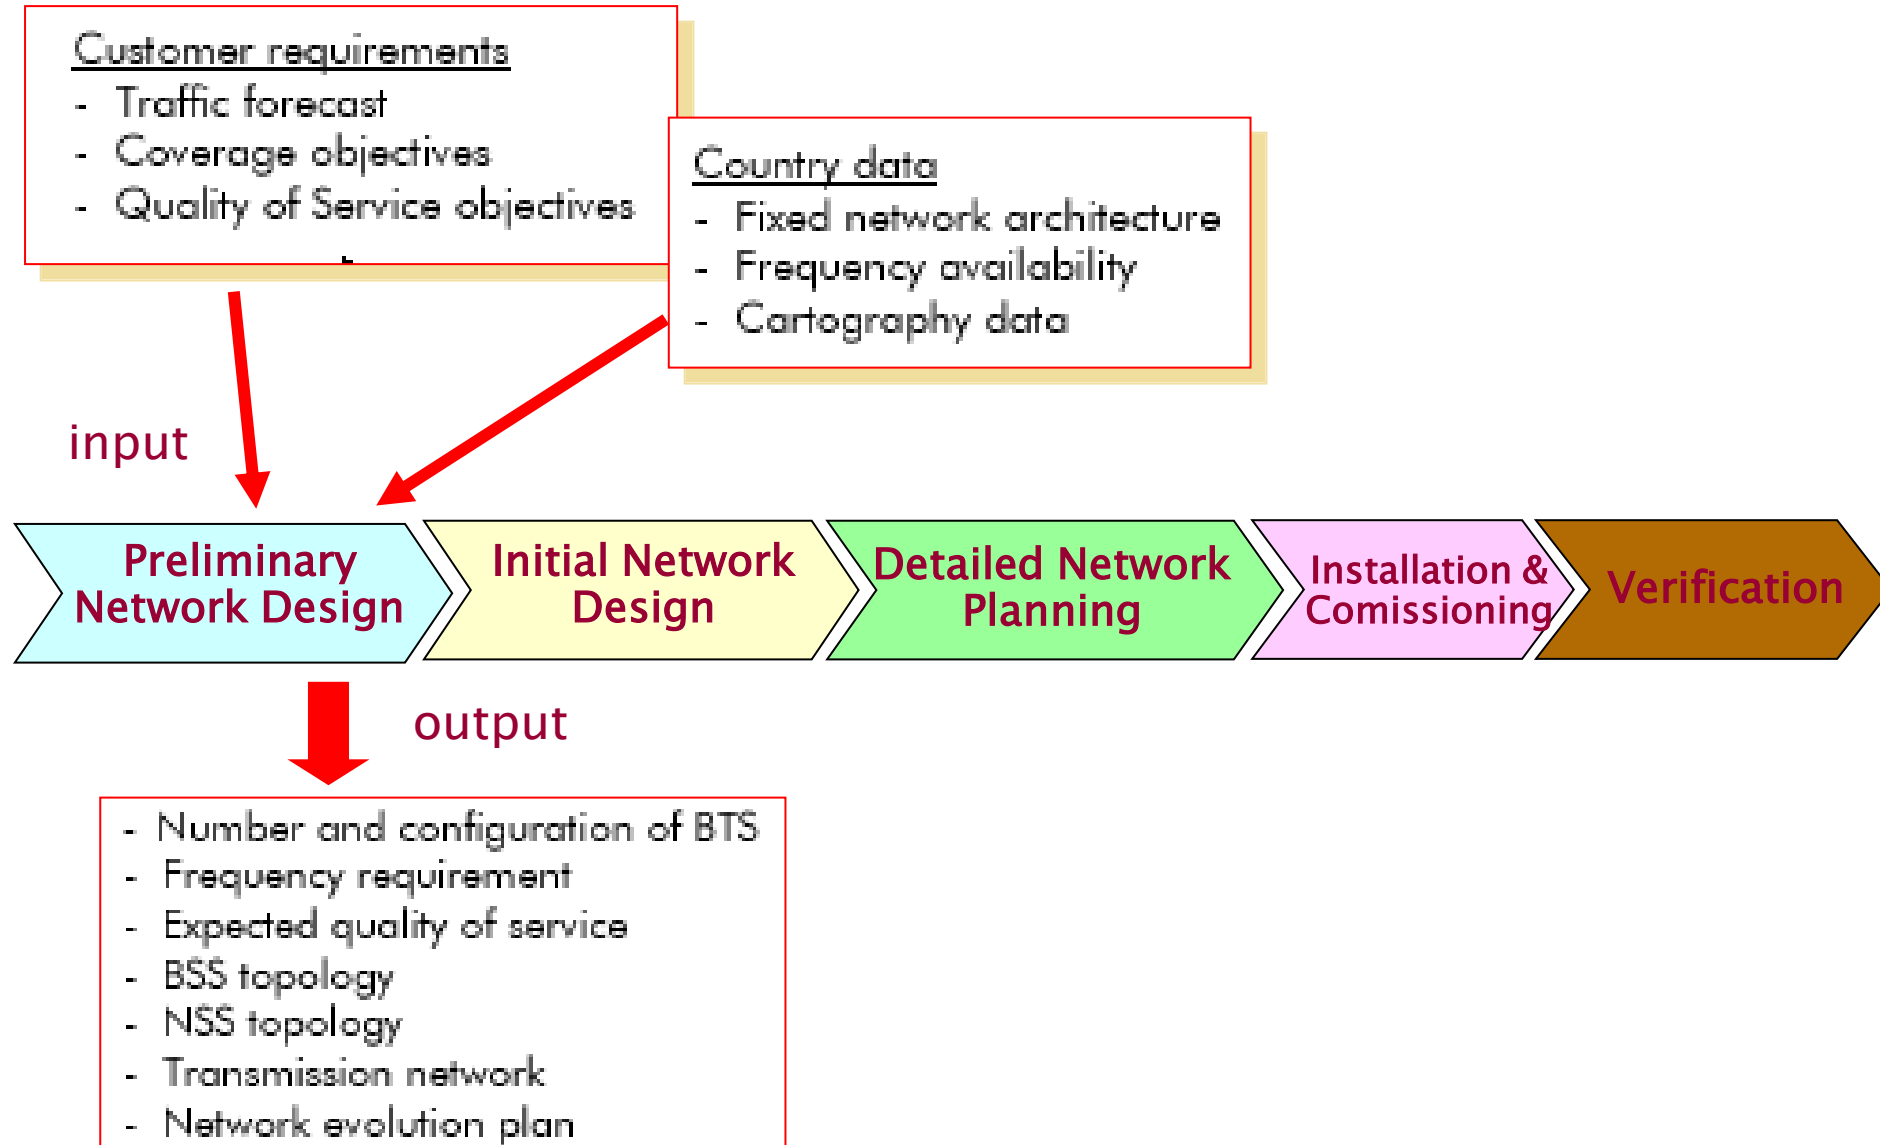 Customer requirements
- Traffic forecast
- Coverage objectives
- Quality of Service objectives
Country data
- Fixed network architecture
- Frequency availability
- Cartography data
input
Preliminary
Network Design
Initial Network
Design
Detailed Network
Planning
Installation &
Comissioning
Verification
output
- Number and configuration of BTS
- Frequency requirement
- Expected quality of service
- BSS topology
- NSS topology
- Transmission network
- Network evolution plan